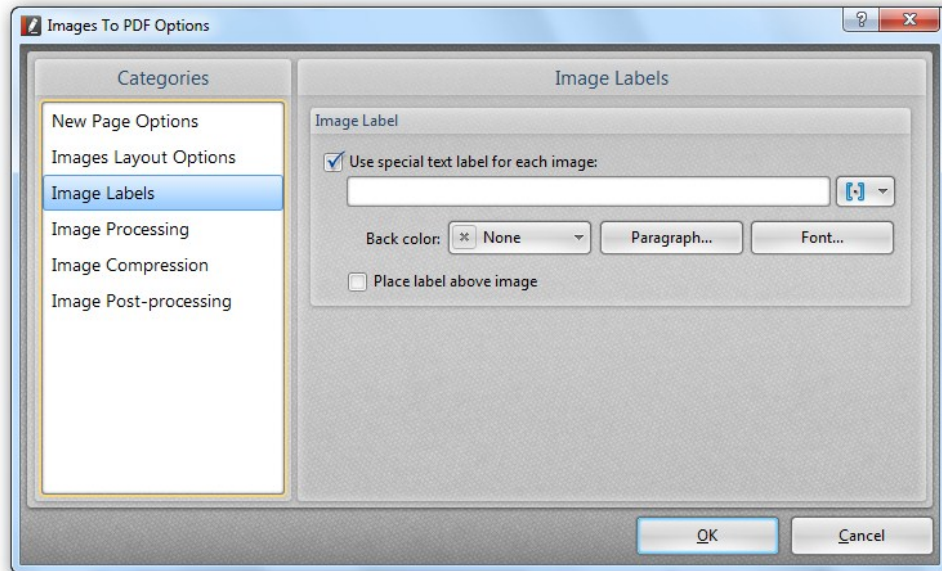 Images To PDF Options
Categories
New Page Options
Images Layout Options
Image Labels
Image Processing
Image Compression
Image Post-processing
Image Labels
Image Label
Use special text label for each image:
Back color: None Paragraph... Font...
Place label above image
OK Cancel